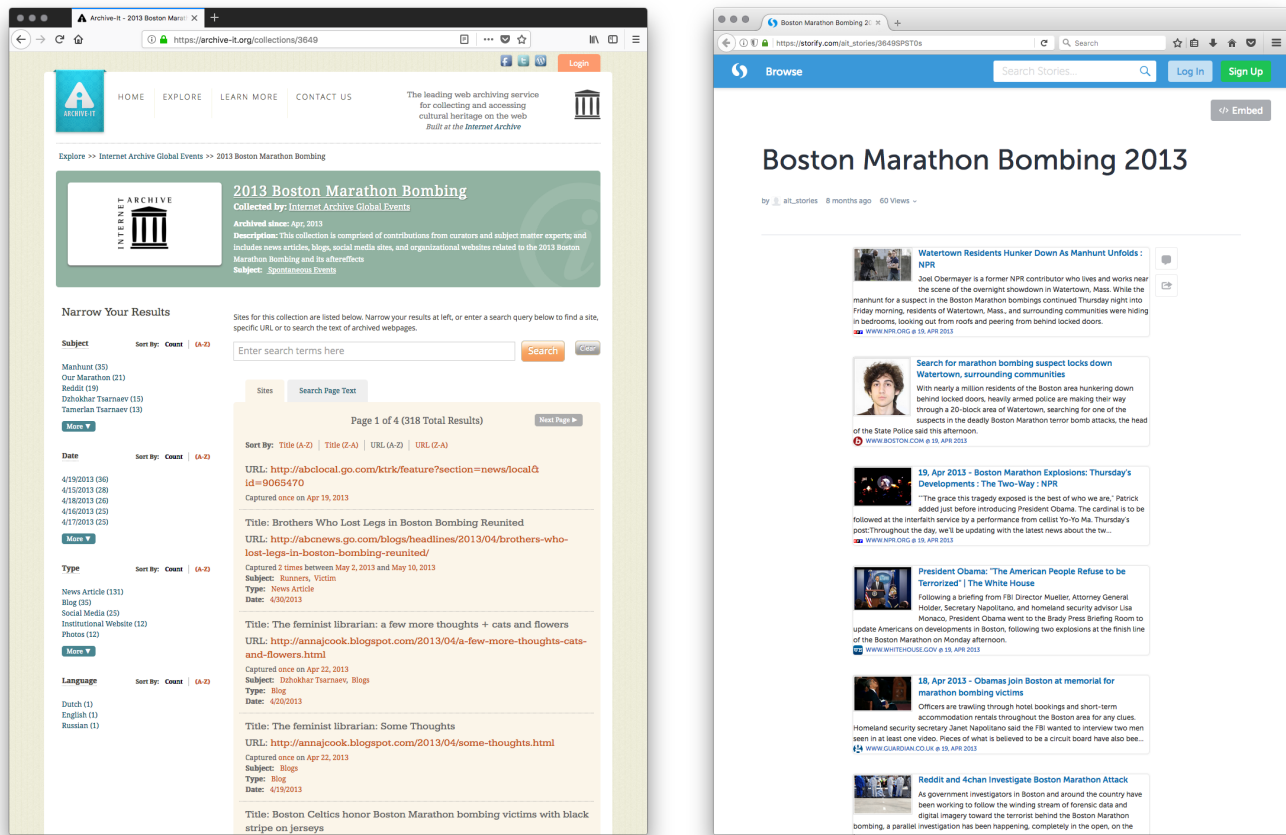 Archive-It - 2013 Boston Marat
https://archive-it.org/collections/3649
Login
ARCHIVE-IT
HOME EXPLORE LEARN MORE CONTACT US
The leading web archiving service
for collecting and accessing
cultural heritage on the web
Built at the Internet Archive
Explore >> Internet Archive Global Events >> 2013 Boston Marathon Bombing
INTERNET ARCHIVE
2013 Boston Marathon Bombing
Collected by: Internet Archive Global Events
Archived since: Apr, 2013
Description: This collection is comprised of contributions from curators and subject matter experts; and
includes news articles, blogs, social media sites, and organizational websites related to the 2013 Boston
Marathon Bombing and its aftereffects
Subject: Spontaneous Events
Narrow Your Results
Subject Sort By: Count (A-Z)
Manhunt (35)
Our Marathon (21)
Reddit (19)
Dzhokhar Tsarnaev (15)
Tamerlan Tsarnaev (13)
More ▼
Date Sort By: Count (A-Z)
4/19/2013 (36)
4/15/2013 (28)
4/18/2013 (26)
4/16/2013 (25)
4/17/2013 (25)
More ▼
Type Sort By: Count (A-Z)
News Article (131)
Blog (35)
Social Media (25)
Institutional Website (12)
Photos (12)
More ▼
Language Sort By: Count (A-Z)
Dutch (1)
English (1)
Russian (1)
Sites for this collection are listed below. Narrow your results at left, or enter a search query below to find a site,
specific URL or to search the text of archived webpages.
Enter search terms here Search Clear
Sites Search Page Text
Page 1 of 4 (318 Total Results) Next Page ▶
Sort By: Title (A-Z) Title (Z-A) URL (A-Z) URL (Z-A)
URL: http://abclocal.go.com/ktrk/feature?section=news/local&
id=9065470
Captured once on Apr 19, 2013
Title: Brothers Who Lost Legs in Boston Bombing Reunited
URL: http://abcnews.go.com/blogs/headlines/2013/04/brothers-who-
lost-legs-in-boston-bombing-reunited/
Captured 2 times between May 2, 2013 and May 10, 2013
Subject: Runners, Victim
Type: News Article
Date: 4/30/2013
Title: The feminist librarian: a few more thoughts + cats and flowers
URL: http://annajcook.blogspot.com/2013/04/a-few-more-thoughts-cats-
and-flowers.html
Captured once on Apr 22, 2013
Subject: Dzhokhar Tsarnaev, Blogs
Type: Blog
Date: 4/20/2013
Title: The feminist librarian: Some Thoughts
URL: http://annajcook.blogspot.com/2013/04/some-thoughts.html
Captured once on Apr 22, 2013
Subject: Blogs
Type: Blog
Date: 4/19/2013
Title: Boston Celtics honor Boston Marathon bombing victims with black
stripe on jerseys
Boston Marathon Bombing 20
https://storify.com/ait_stories/3649SPST0s
Search
Browse
Search Stories...
Log In
Sign Up
</> Embed
Boston Marathon Bombing 2013
by ait_stories 8 months ago 60 Views
Watertown Residents Hunker Down As Manhunt Unfolds :
NPR
Joel Obermayer is a former NPR contributor who lives and works near
the scene of the overnight showdown in Watertown, Mass. While the
manhunt for a suspect in the Boston Marathon bombings continued Thursday night into
Friday morning, residents of Watertown, Mass., and surrounding communities were hiding
in bedrooms, looking out from roofs and peering from behind locked doors.
WWW.NPR.ORG @ 19, APR 2013
Search for marathon bombing suspect locks down
Watertown, surrounding communities
With nearly a million residents of the Boston area hunkering down
behind locked doors, heavily armed police are making their way
through a 20-block area of Watertown, searching for one of the
suspects in the deadly Boston Marathon terror bomb attacks, the head
of the State Police said this afternoon.
WWW.BOSTON.COM @ 19, APR 2013
19, Apr 2013 - Boston Marathon Explosions: Thursday's
Developments : The Two-Way : NPR
"'The grace this tragedy exposed is the best of who we are,' Patrick
added just before introducing President Obama. The cardinal is to be
followed at the interfaith service by a performance from cellist Yo-Yo Ma. Thursday's
post:Throughout the day, we'll be updating with the latest news about the tw...
WWW.NPR.ORG @ 19, APR 2013
President Obama: "The American People Refuse to be
Terrorized" | The White House
Following a briefing from FBI Director Mueller, Attorney General
Holder, Secretary Napolitano, and homeland security advisor Lisa
Monaco, President Obama went to the Brady Press Briefing Room to
update Americans on developments in Boston, following two explosions at the finish line
of the Boston Marathon on Monday afternoon.
WWW.WHITEHOUSE.GOV @ 19, APR 2013
18, Apr 2013 - Obamas join Boston at memorial for
marathon bombing victims
Officers are trawling through hotel bookings and short-term
accommodation rentals throughout the Boston area for any clues.
Homeland security secretary Janet Napolitano said the FBI wanted to interview two men
seen in at least one video. Pieces of what is believed to be a circuit board have also bee...
WWW.GUARDIAN.CO.UK @ 19, APR 2013
Reddit and 4chan Investigate Boston Marathon Attack
As government investigators in Boston and around the country have
been working to follow the winding stream of forensic data and
digital imagery toward the terrorist behind the Boston Marathon
bombing, a parallel investigation has been happening, completely in the open, on the